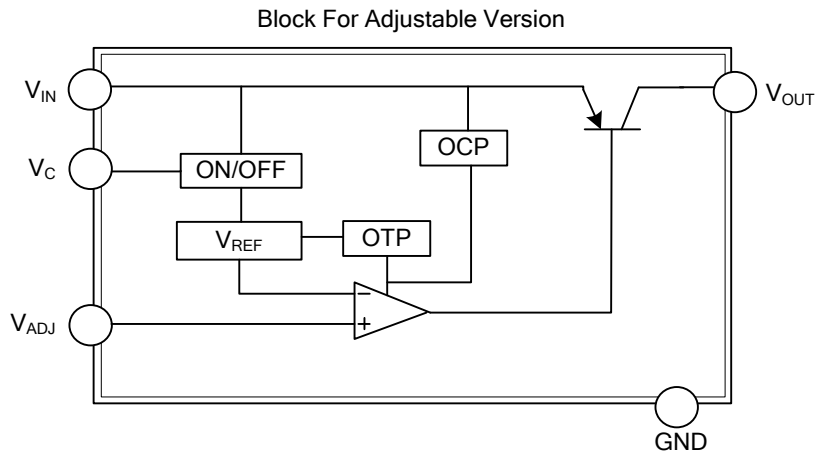 Block For Adjustable Version
VIN
VOUT
OCP
VC
ON/OFF
VREF
OTP
−
VADJ
+
GND